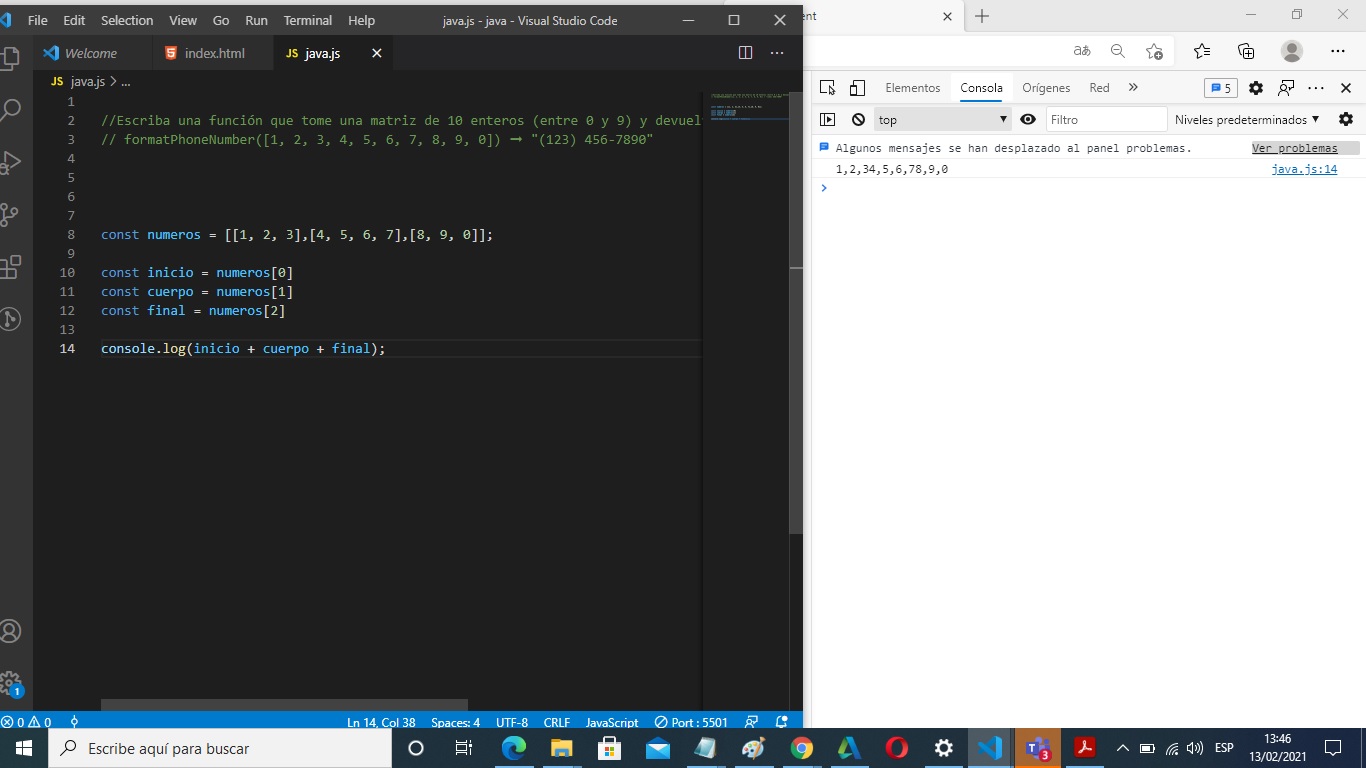 File Edit Selection View Go Run Terminal Help java.js - java - Visual Studio Code
Welcome index.html JS java.js
JS java.js > ...
1
2 //Escriba una función que tome una matriz de 10 enteros (entre 0 y 9) y devuel
3 // formatPhoneNumber([1, 2, 3, 4, 5, 6, 7, 8, 9, 0]) ➞ "(123) 456-7890"
4
5
6
7
8 const numeros = [[1, 2, 3],[4, 5, 6, 7],[8, 9, 0]];
9
10 const inicio = numeros[0]
11 const cuerpo = numeros[1]
12 const final = numeros[2]
13
14 console.log(inicio + cuerpo + final);
1
0 0 Ln 14, Col 38 Spaces: 4 UTF-8 CRLF JavaScript Port : 5501
ent
aあ
Elementos Consola Orígenes Red » 5
top Filtro Niveles predeterminados
Algunos mensajes se han desplazado al panel problemas. Ver problemas
1,2,34,5,6,78,9,0 java.js:14
>
Escribe aquí para buscar 3 ESP 13:46
13/02/2021